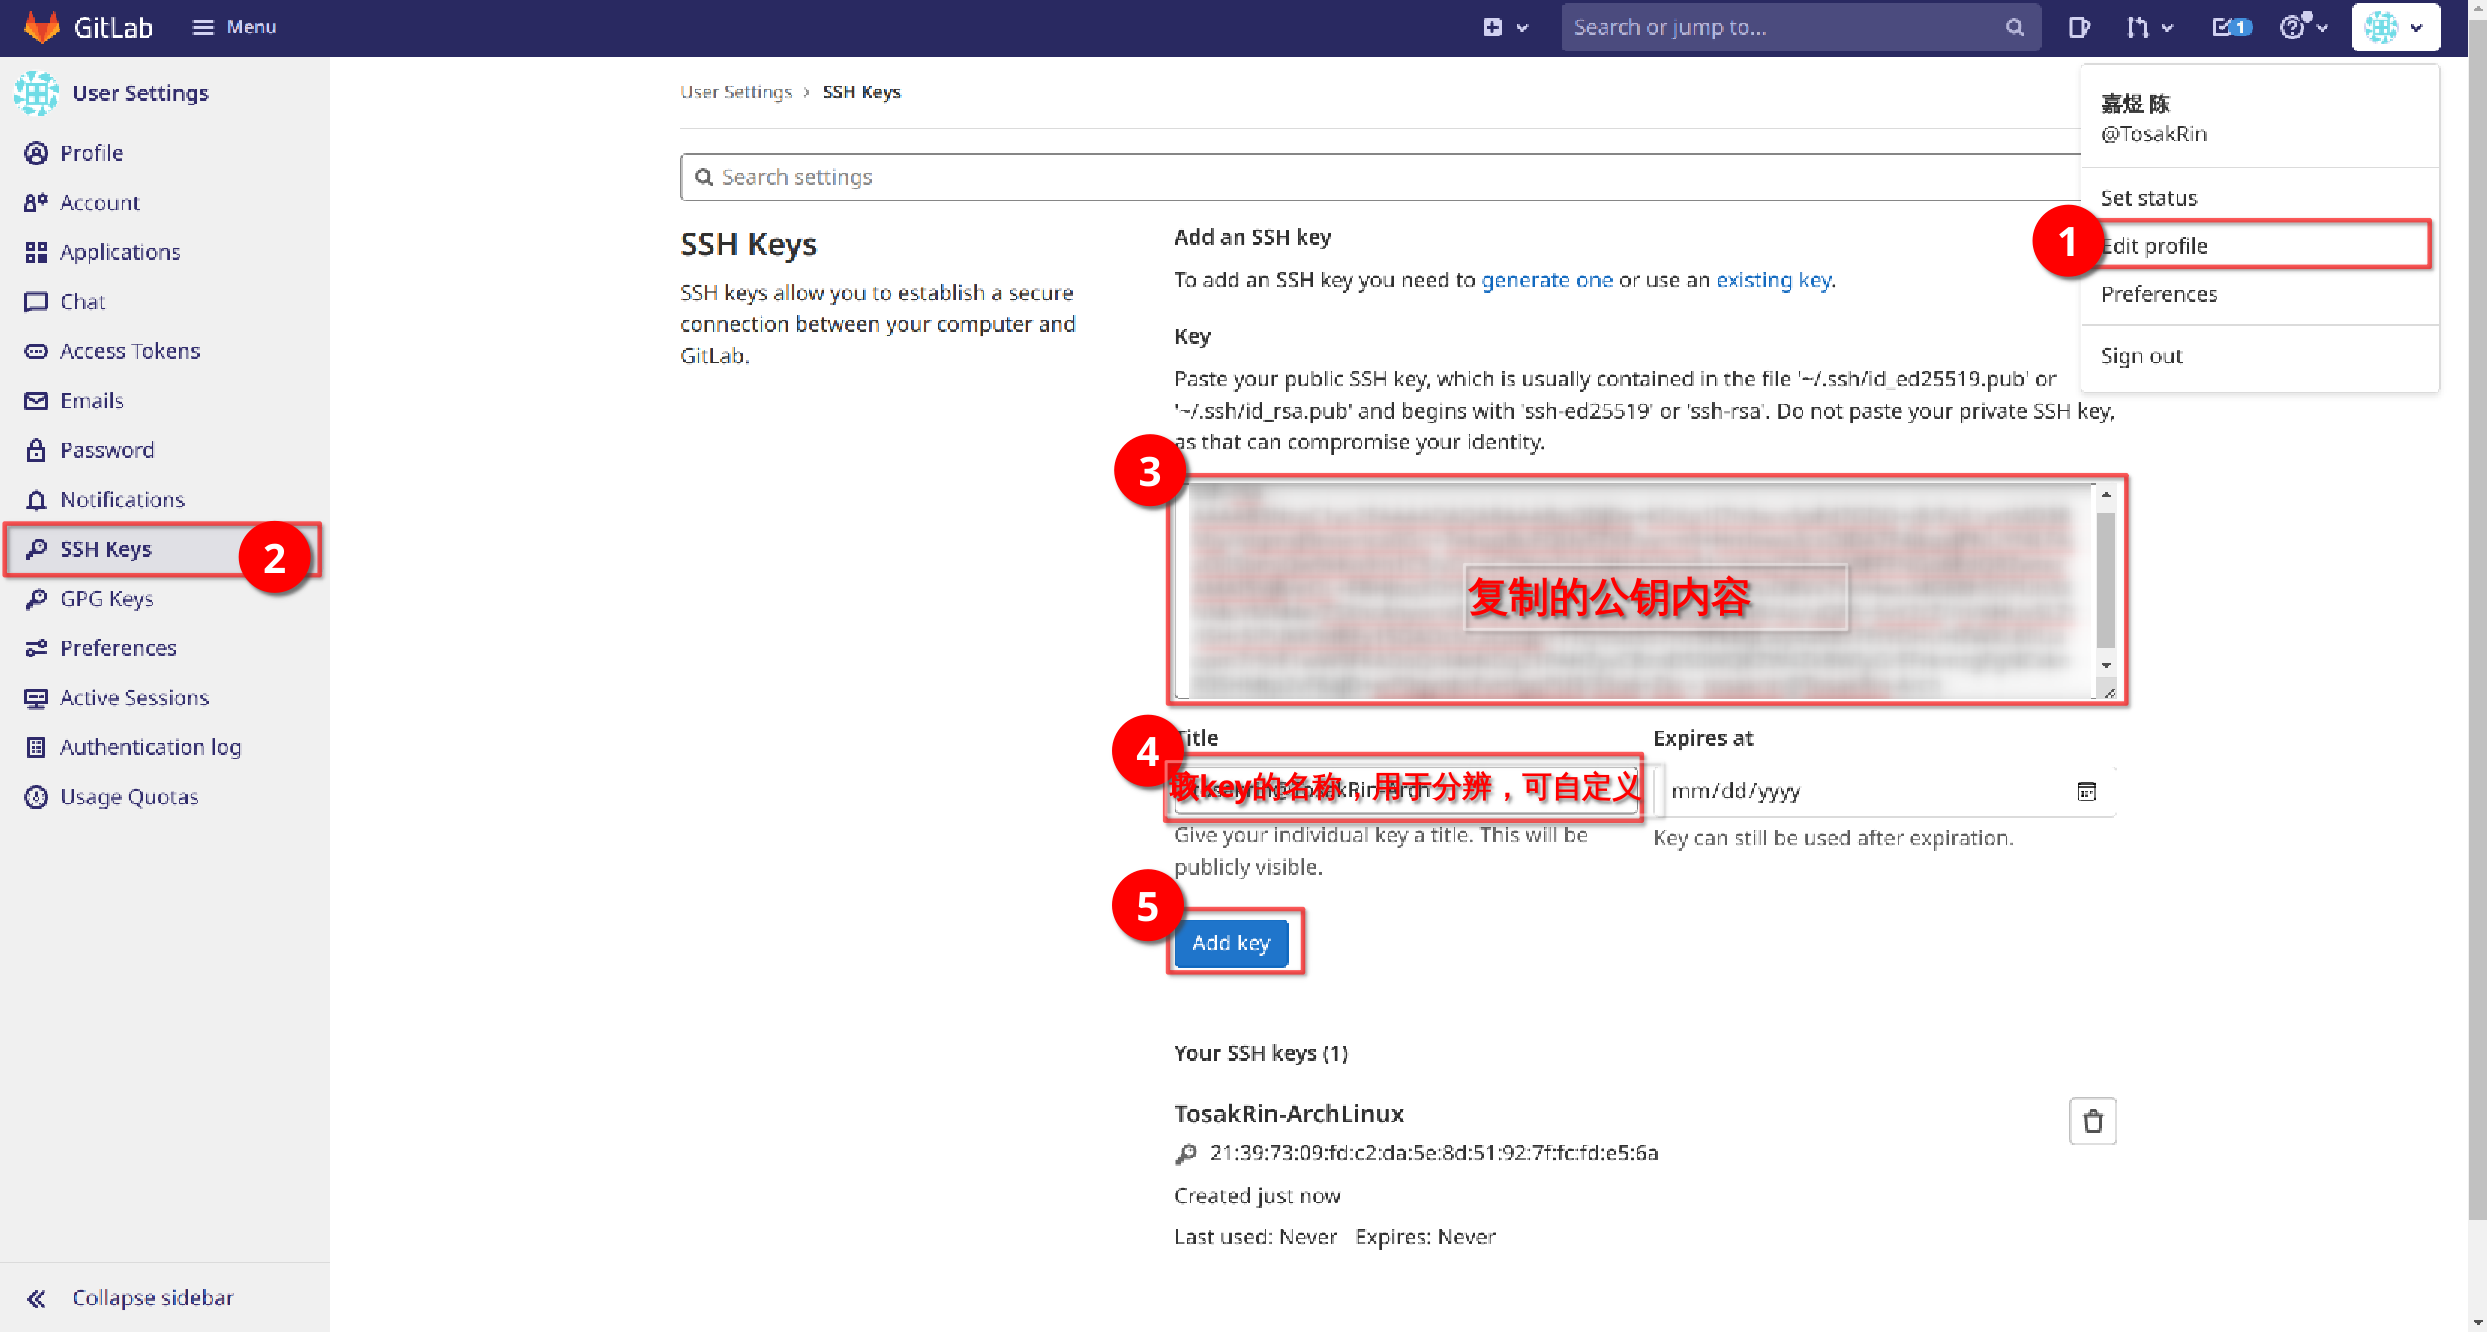 GitLab
Menu
Search or jump to...
1
User Settings
Profile
Account
Applications
Chat
Access Tokens
Emails
Password
Notifications
SSH Keys
2
GPG Keys
Preferences
Active Sessions
Authentication log
Usage Quotas
Collapse sidebar
User Settings › SSH Keys
Search settings
SSH Keys
SSH keys allow you to establish a secure
connection between your computer and
GitLab.
Add an SSH key
To add an SSH key you need to generate one or use an existing key.
Key
Paste your public SSH key, which is usually contained in the file '~/.ssh/id_ed25519.pub' or
'~/.ssh/id_rsa.pub' and begins with 'ssh-ed25519' or 'ssh-rsa'. Do not paste your private SSH key,
as that can compromise your identity.
3
复制的公钥内容
4
Title
该key的名称，用于分辨，可自定义
Give your individual key a title. This will be
publicly visible.
Expires at
mm/dd/yyyy
Key can still be used after expiration.
5
Add key
Your SSH keys (1)
TosakRin-ArchLinux
21:39:73:09:fd:c2:da:5e:8d:51:92:7f:fc:fd:e5:6a
Created just now
Last used: Never Expires: Never
嘉煜 陈
@TosakRin
Set status
1
Edit profile
Preferences
Sign out